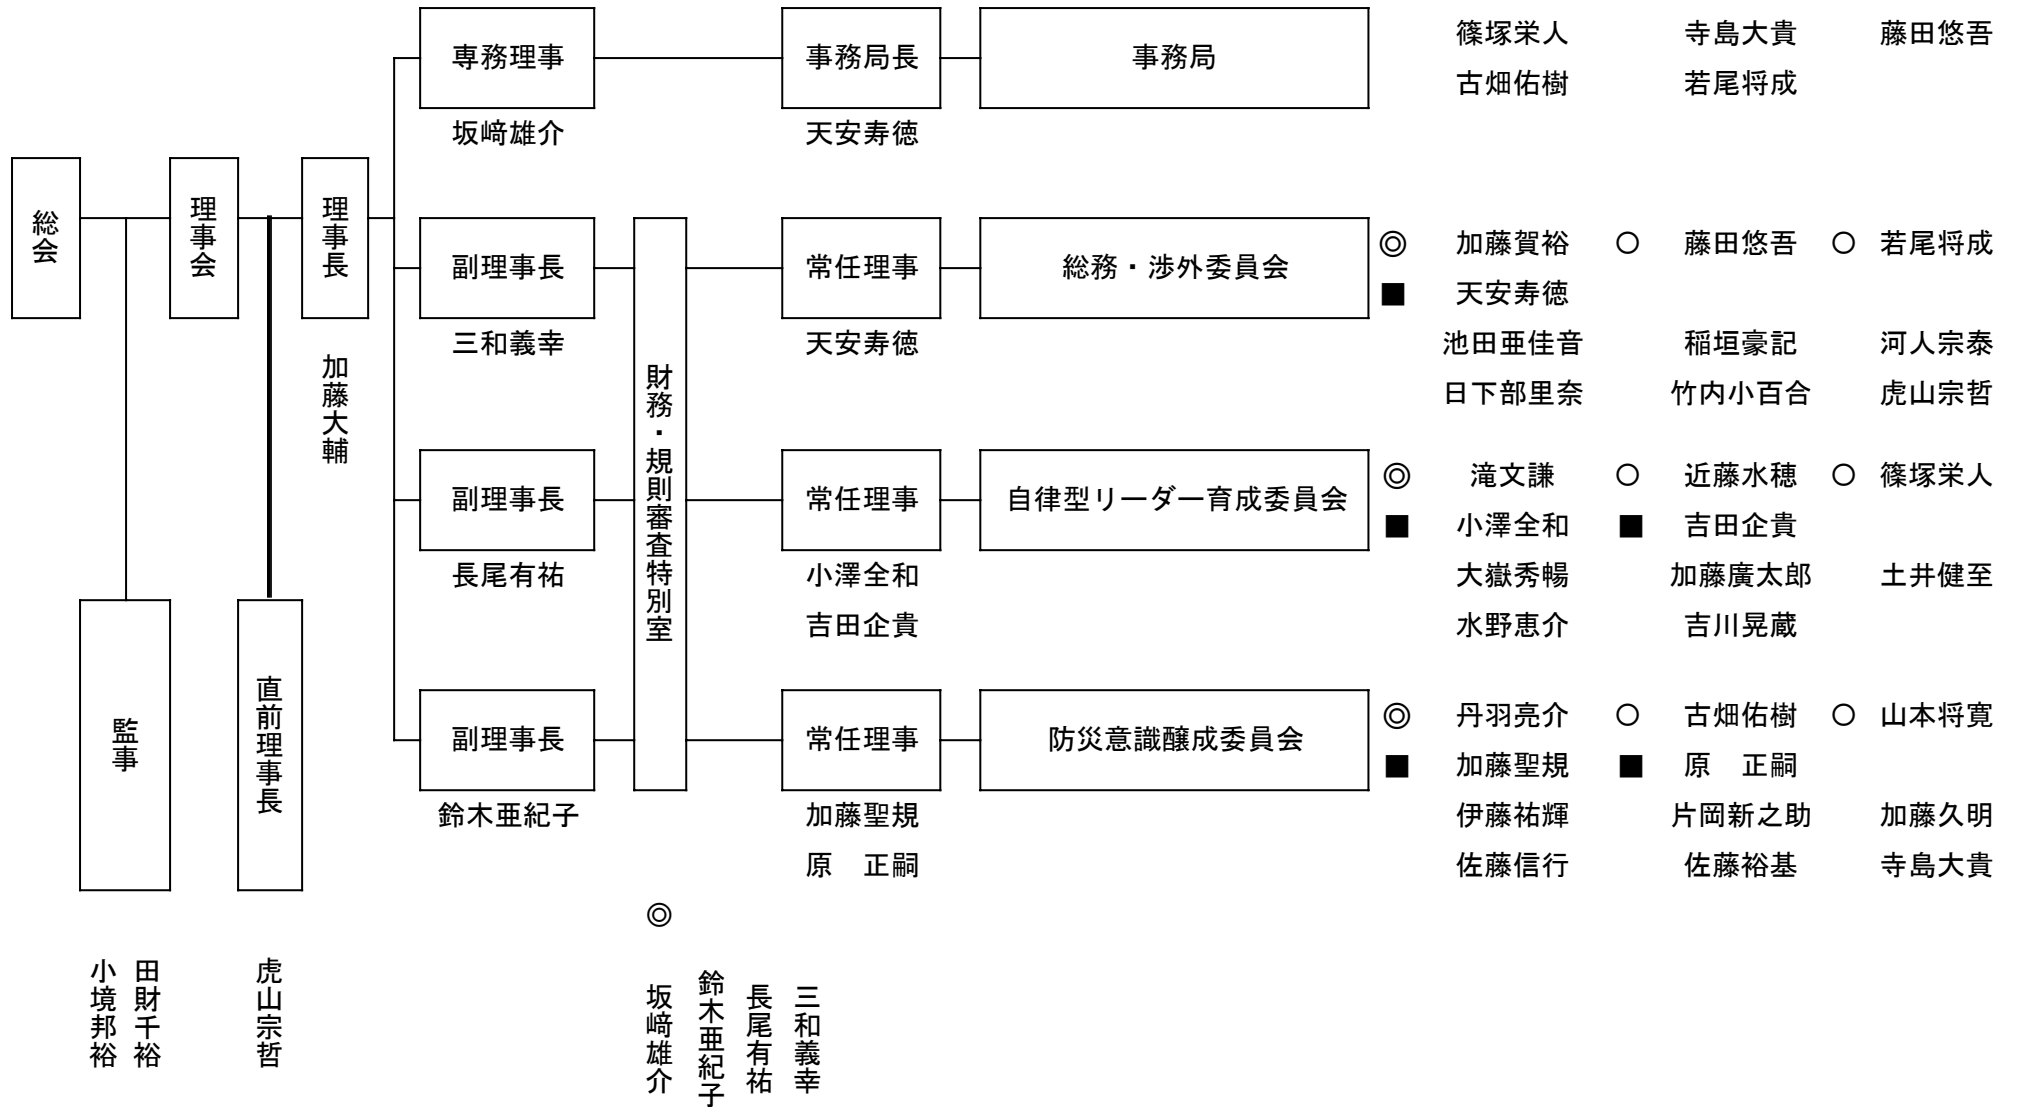 専務理事 事務局長 事務局 篠塚栄人 寺島大貴 藤田悠吾
古畑佑樹 若尾将成
坂﨑雄介 天安寿徳
総会
理事会
理事長
加藤大輔
副理事長 常任理事 総務・渉外委員会 ◎ 加藤賀裕 ○ 藤田悠吾 ○ 若尾将成
■ 天安寿徳
三和義幸 天安寿徳 池田亜佳音 稲垣豪記 河人宗泰
日下部里奈 竹内小百合 虎山宗哲
財務・規則審査特別室
副理事長 常任理事 自律型リーダー育成委員会 ◎ 滝文謙 ○ 近藤水穂 ○ 篠塚栄人
■ 小澤全和 ■ 吉田企貴
長尾有祐 小澤全和 大嶽秀暢 加藤廣太郎 土井健至
吉田企貴 水野恵介 吉川晃蔵
監事
直前理事長
副理事長 常任理事 防災意識醸成委員会 ◎ 丹羽亮介 ○ 古畑佑樹 ○ 山本将寛
■ 加藤聖規 ■ 原　正嗣
鈴木亜紀子 加藤聖規 伊藤祐輝 片岡新之助 加藤久明
原　正嗣 佐藤信行 佐藤裕基 寺島大貴
◎
小境邦裕
田財千裕
虎山宗哲
坂﨑雄介
鈴木亜紀子
長尾有祐
三和義幸